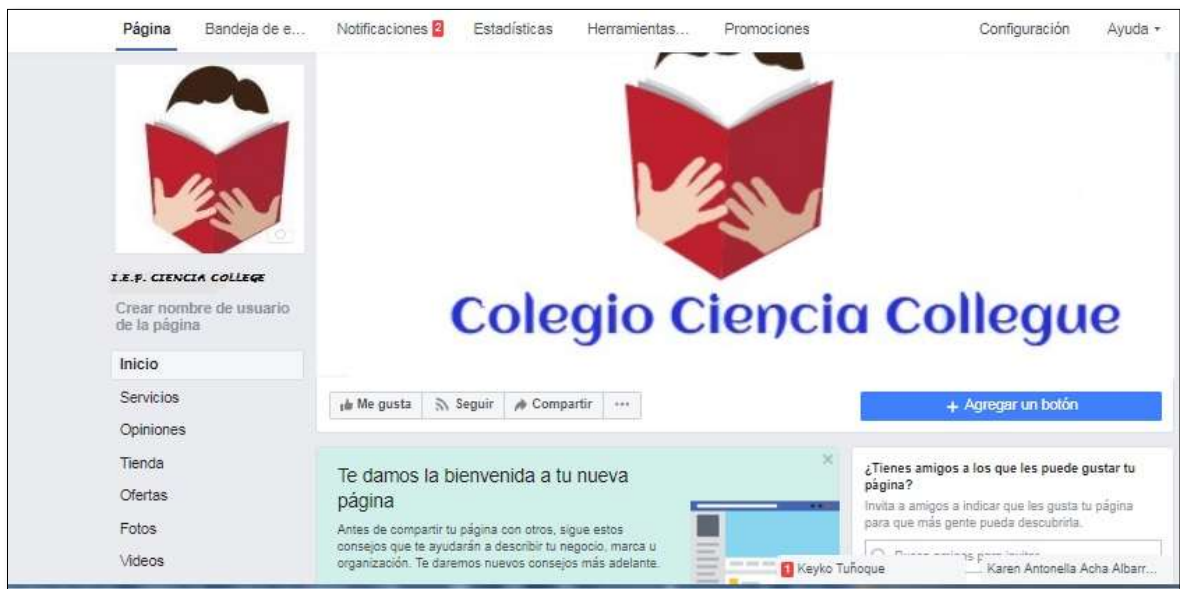 Página Bandeja de e... Notificaciones 2 Estadísticas Herramientas... Promociones Configuración Ayuda
I.E.P. CIENCIA COLLEGE
Crear nombre de usuario
de la página
Inicio
Servicios
Opiniones
Tienda
Ofertas
Fotos
Videos
Colegio Ciencia Collegue
Me gusta Seguir Compartir ...
+ Agregar un botón
Te damos la bienvenida a tu nueva
página
Antes de compartir tu página con otros, sigue estos
consejos que te ayudarán a describir tu negocio, marca u
organización. Te daremos nuevos consejos más adelante.
¿Tienes amigos a los que les puede gustar tu
página?
Invita a amigos a indicar que les gusta tu página
para que más gente pueda descubrirla.
1 Keyko Tuñoque Karen Antonella Acha Albarr...